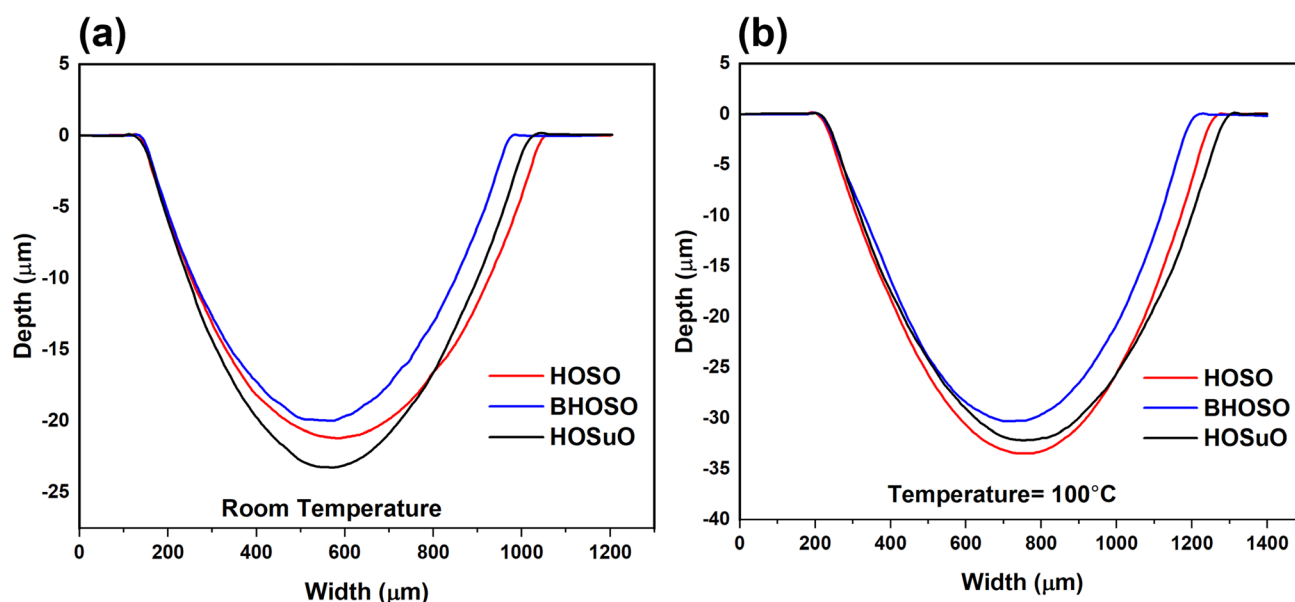 (a)
5
0
-5
-10
-15
-20
-25
Depth (μm)
HOSO
BHOSO
HOSuO
Room Temperature
0 200 400 600 800 1000 1200
Width (μm)
(b)
5
0
-5
-10
-15
-20
-25
-30
-35
-40
Depth (μm)
HOSO
BHOSO
HOSuO
Temperature= 100°C
0 200 400 600 800 1000 1200 1400
Width (μm)